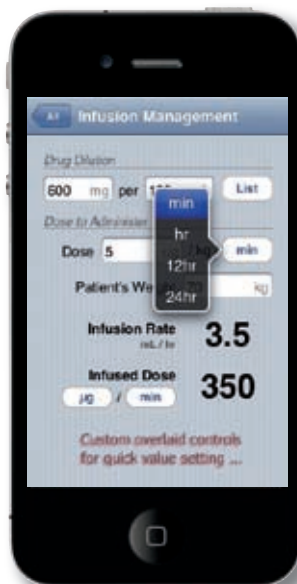 All Infusion Management
Drug Dilution
600 mg per List
Dose to Administer
min
hr
12hr
24hr
Dose 5 min
Patient's kg
Infusion Rate 3.5
mL / hr
Infused Dose 350
µg / min
Custom overlaid controls
for quick value setting ...